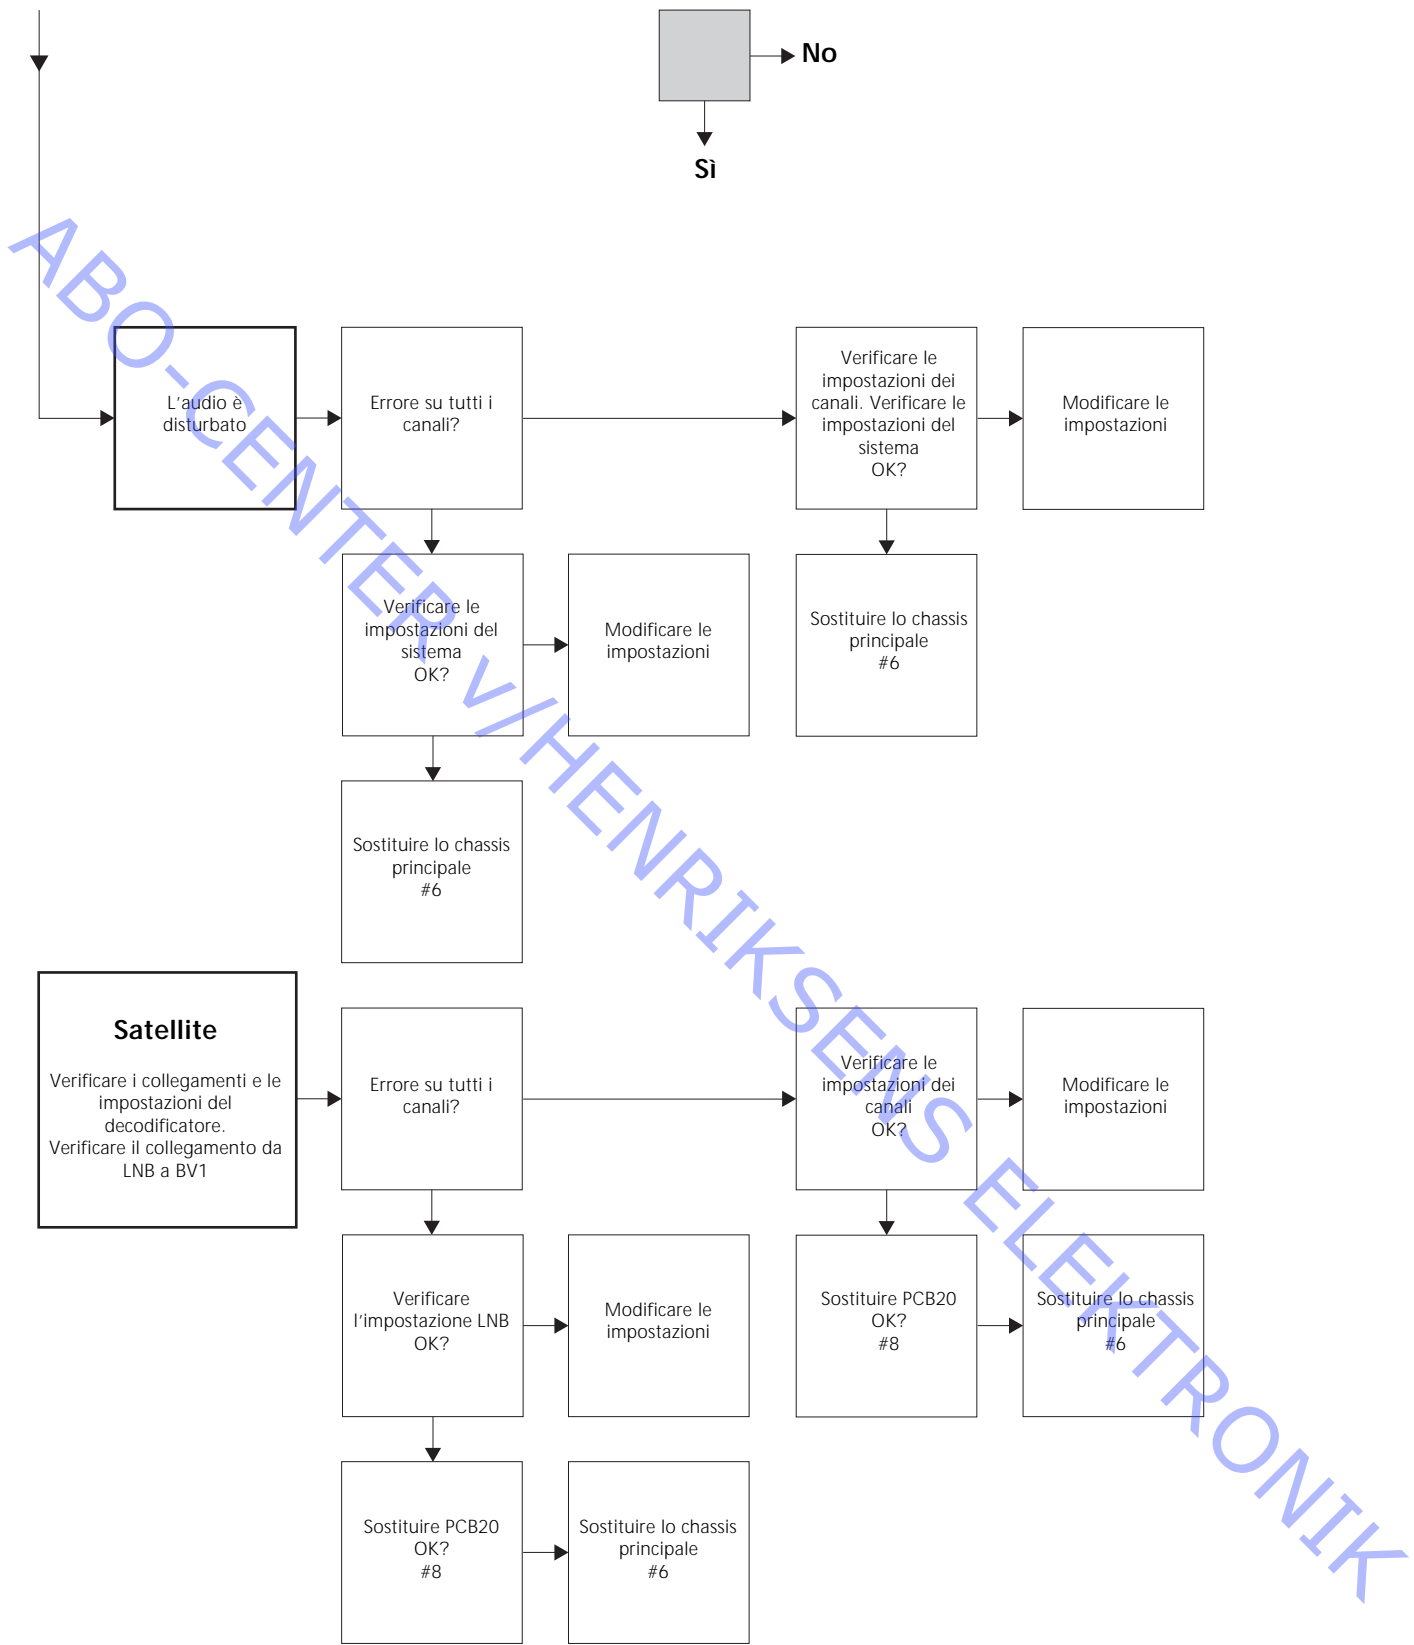 No
Sì
L'audio è
disturbato
Errore su tutti i
canali?
Verificare le
impostazioni dei
canali. Verificare le
impostazioni del
sistema
OK?
Modificare le
impostazioni
Verificare le
impostazioni del
sistema
OK?
Modificare le
impostazioni
Sostituire lo chassis
principale
#6
Sostituire lo chassis
principale
#6
Satellite
Verificare i collegamenti e le
impostazioni del
decodificatore.
Verificare il collegamento da
LNB a BV1
Errore su tutti i
canali?
Verificare le
impostazioni dei
canali
OK?
Modificare le
impostazioni
Verificare
l'impostazione LNB
OK?
Modificare le
impostazioni
Sostituire PCB20
OK?
#8
Sostituire lo chassis
principale
#6
Sostituire PCB20
OK?
#8
Sostituire lo chassis
principale
#6
ABO-CENTER v/HENRIKSENS ELEKTRONIK